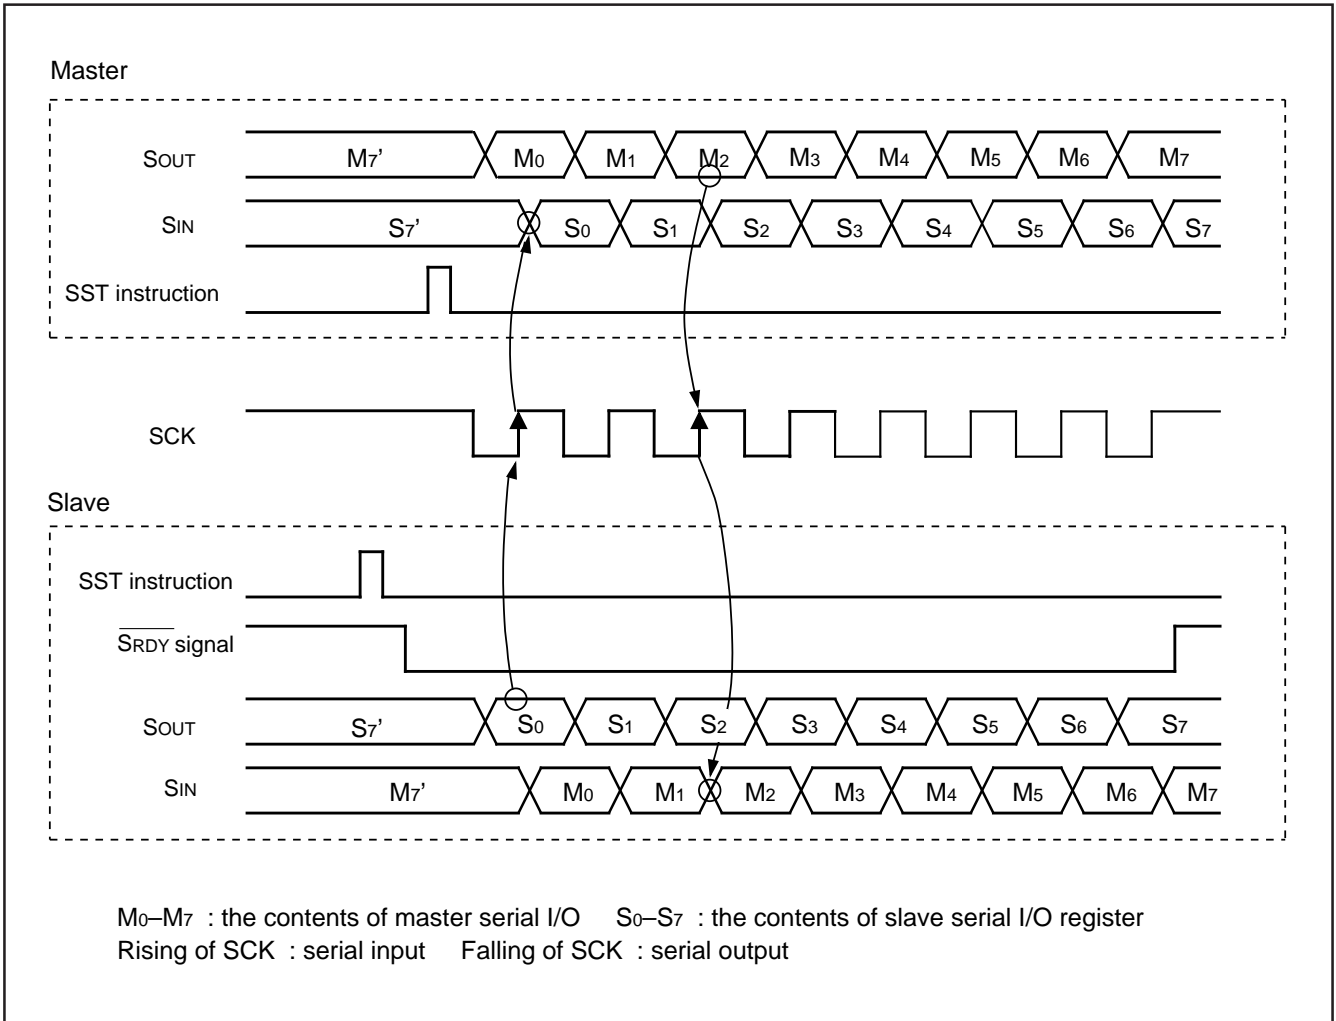 Master
SOUT M7’ M0 M1 M2 M3 M4 M5 M6 M7
SIN S7’ S0 S1 S2 S3 S4 S5 S6 S7
SST instruction
SCK
Slave
SST instruction
SRDY signal
SOUT S7’ S0 S1 S2 S3 S4 S5 S6 S7
SIN M7’ M0 M1 M2 M3 M4 M5 M6 M7
M0–M7 : the contents of master serial I/O S0–S7 : the contents of slave serial I/O register
Rising of SCK : serial input Falling of SCK : serial output